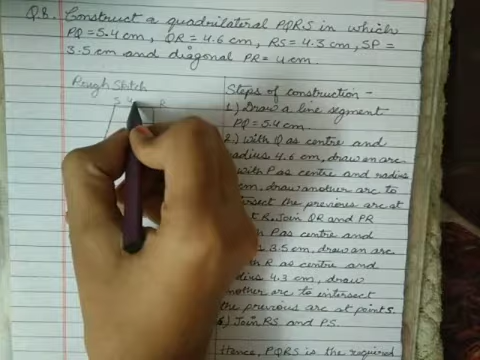 Q.8. Construct a quadrilateral PQRS in which
PQ = 5.4 cm, QR = 4.6 cm, RS = 4.3 cm, SP =
3.5 cm and diagonal PR = 4 cm.
Rough Sketch
S 4 R
Steps of construction -
1.) Draw a line segment
PQ = 5.4 cm.
2.) With Q as centre and
radius 4.6 cm, draw an arc
with P as centre and radius
cm, draw another arc to
the previous arc at
R. Join QR and PR
P as centre and
3.5 cm, draw an arc
with R as centre and
4.3 cm, draw
another arc to intersect
the previous arc at point S.
Join RS and PS.
Hence, PQRS is the required